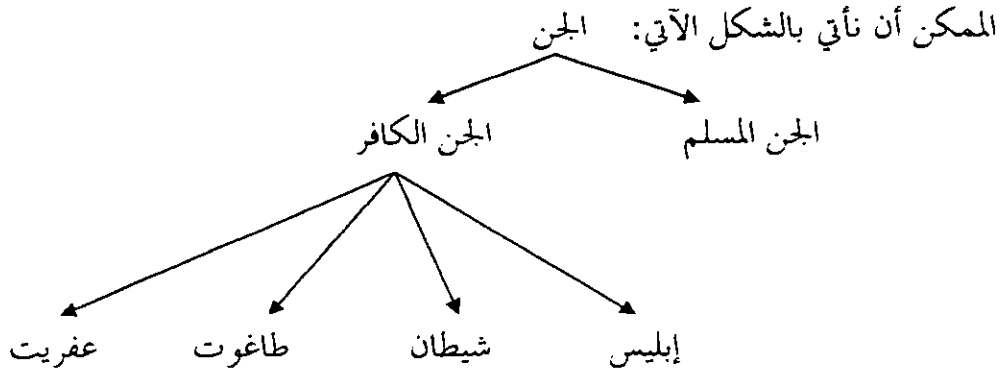 الممكن أن نأتي بالشكل الآتي: الجن
الجن المسلم الجن الكافر
إبليس شيطان طاغوت عفريت